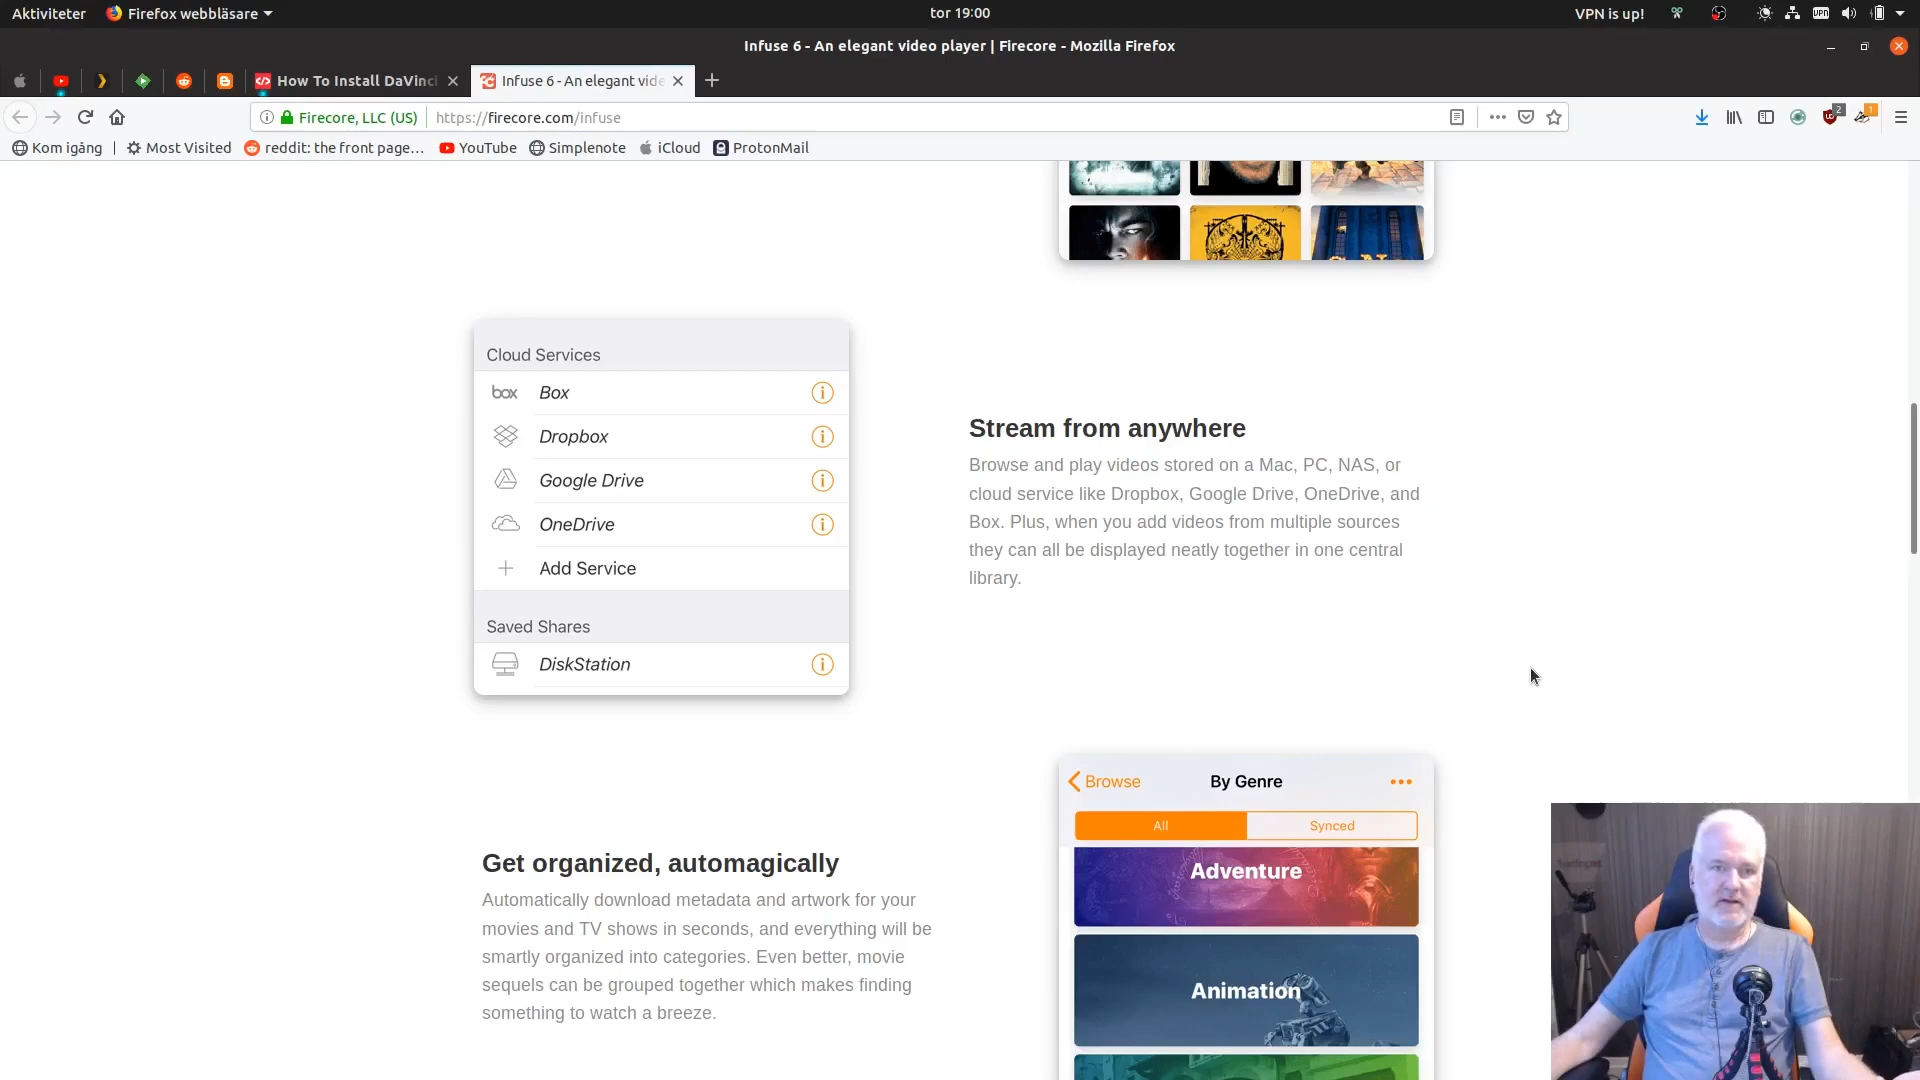 Aktiviteter Firefox webbläsare tor 19:00 VPN is up! VPN
Infuse 6 - An elegant video player | Firecore - Mozilla Firefox
How To Install DaVinci Infuse 6 - An elegant vide
Firecore, LLC (US) https://firecore.com/infuse 2 1
Kom igång Most Visited reddit: the front page… YouTube Simplenote iCloud ProtonMail
Cloud Services
box Box
Dropbox
Google Drive
OneDrive
Add Service
Saved Shares
DiskStation
Stream from anywhere
Browse and play videos stored on a Mac, PC, NAS, or
cloud service like Dropbox, Google Drive, OneDrive, and
Box. Plus, when you add videos from multiple sources
they can all be displayed neatly together in one central
library.
Get organized, automagically
Automatically download metadata and artwork for your
movies and TV shows in seconds, and everything will be
smartly organized into categories. Even better, movie
sequels can be grouped together which makes finding
something to watch a breeze.
Browse By Genre
All Synced
Adventure
Animation